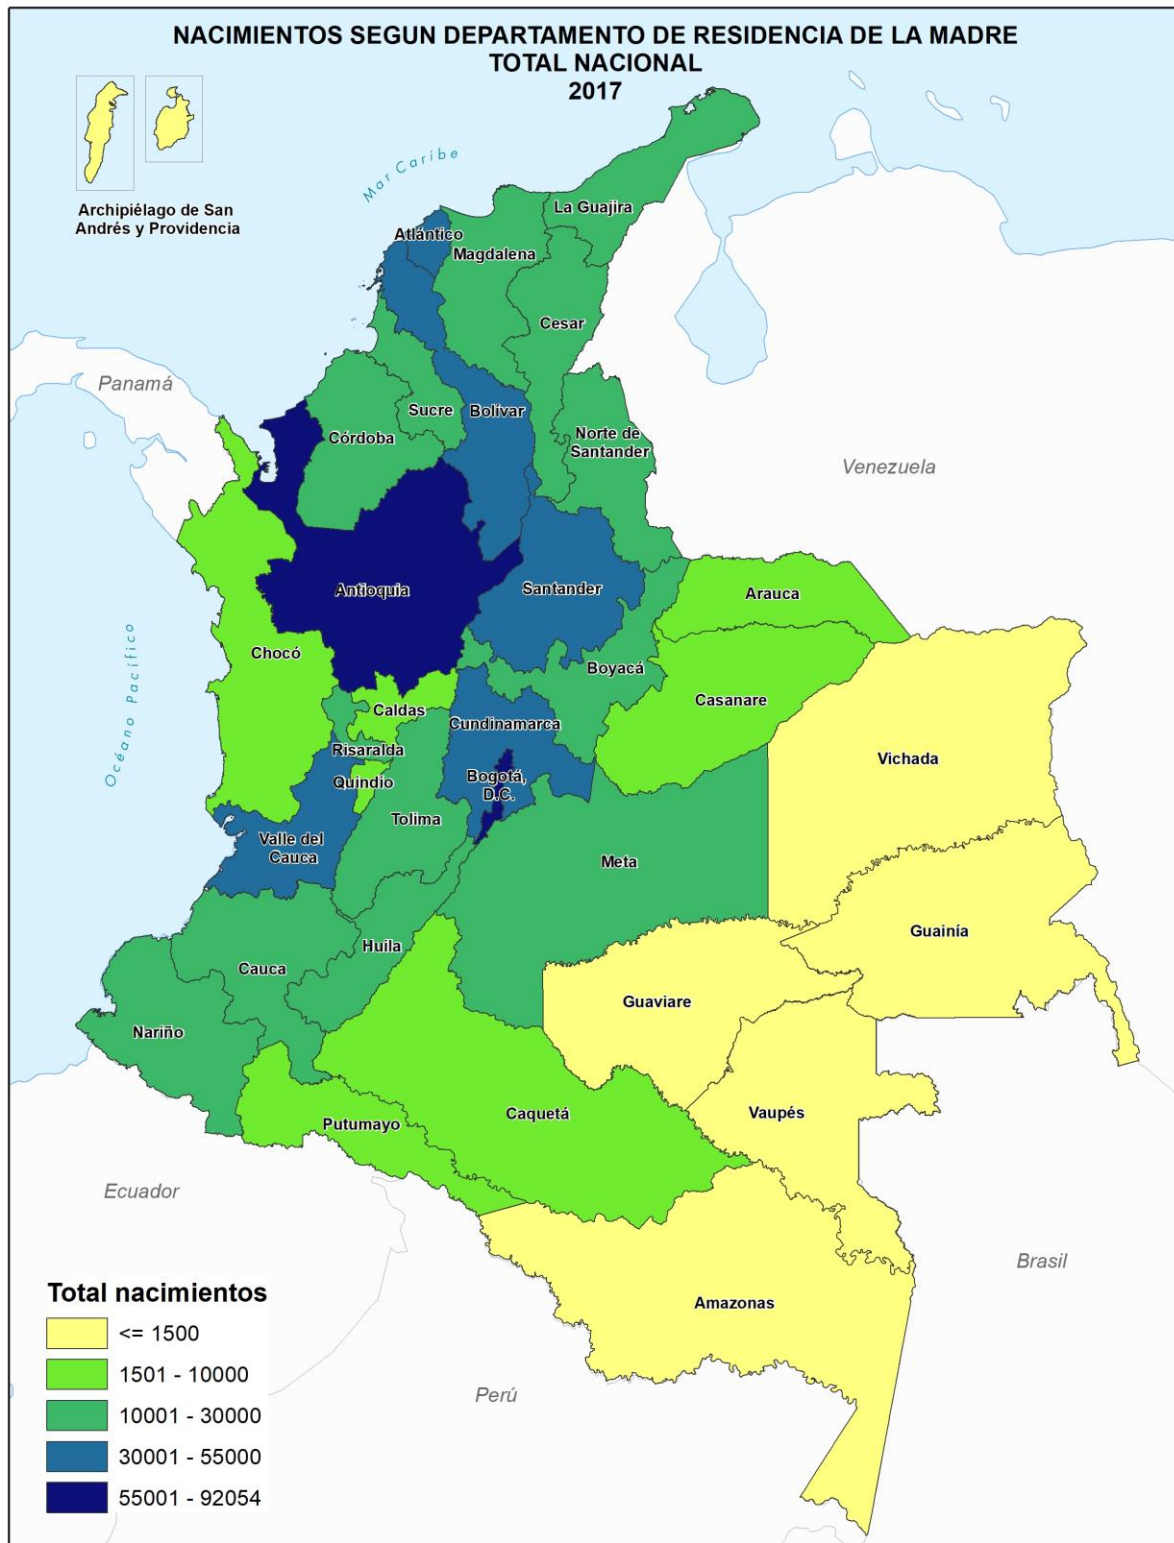 NACIMIENTOS SEGUN DEPARTAMENTO DE RESIDENCIA DE LA MADRE
TOTAL NACIONAL
2017
Archipiélago de San
Andrés y Providencia
Mar Caribe
La Guajira
Atlántico
Magdalena
Cesar
Panamá
Sucre
Bolívar
Córdoba
Norte de
Santander
Venezuela
Antioquia
Santander
Arauca
Océano Pacífico
Chocó
Boyacá
Casanare
Caldas
Cundinamarca
Vichada
Risaralda
Quindio
Bogotá,
D.C.
Tolima
Valle del
Cauca
Meta
Guainía
Huila
Cauca
Guaviare
Nariño
Caquetá
Vaupés
Putumayo
Ecuador
Brasil
Amazonas
Perú
Total nacimientos
<= 1500
1501 - 10000
10001 - 30000
30001 - 55000
55001 - 92054